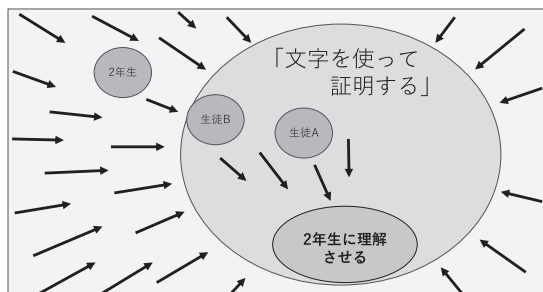 「文字を使って
証明する」
2年生
生徒B
生徒A
2年生に理解
させる